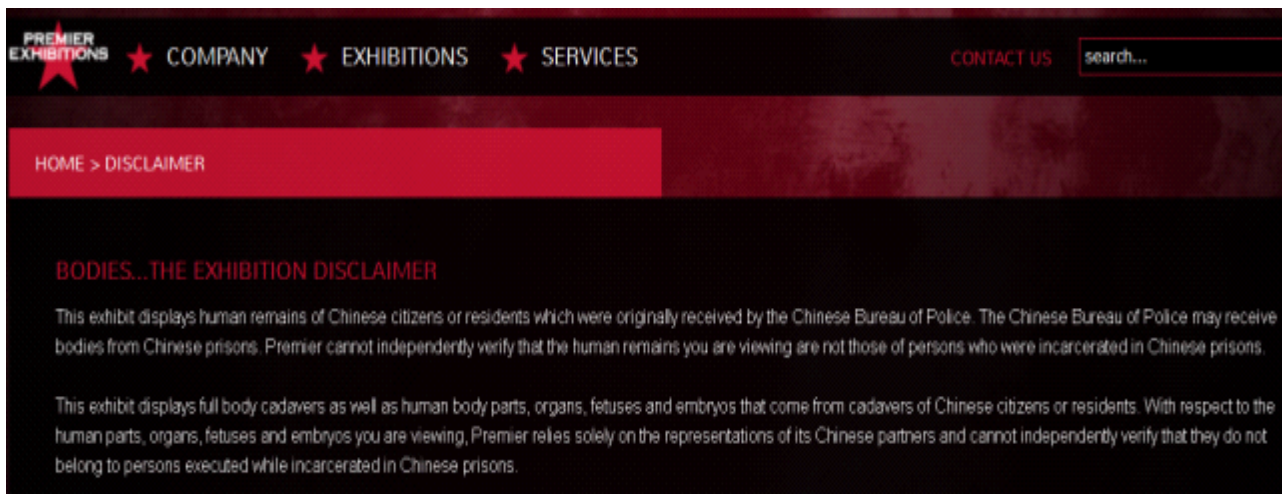 PREMIER
EXHIBITIONS
COMPANY
EXHIBITIONS
SERVICES
CONTACT US
search...
HOME > DISCLAIMER
BODIES...THE EXHIBITION DISCLAIMER
This exhibit displays human remains of Chinese citizens or residents which were originally received by the Chinese Bureau of Police. The Chinese Bureau of Police may receive
bodies from Chinese prisons. Premier cannot independently verify that the human remains you are viewing are not those of persons who were incarcerated in Chinese prisons.
This exhibit displays full body cadavers as well as human body parts, organs, fetuses and embryos that come from cadavers of Chinese citizens or residents. With respect to the
human parts, organs, fetuses and embryos you are viewing, Premier relies solely on the representations of its Chinese partners and cannot independently verify that they do not
belong to persons executed while incarcerated in Chinese prisons.